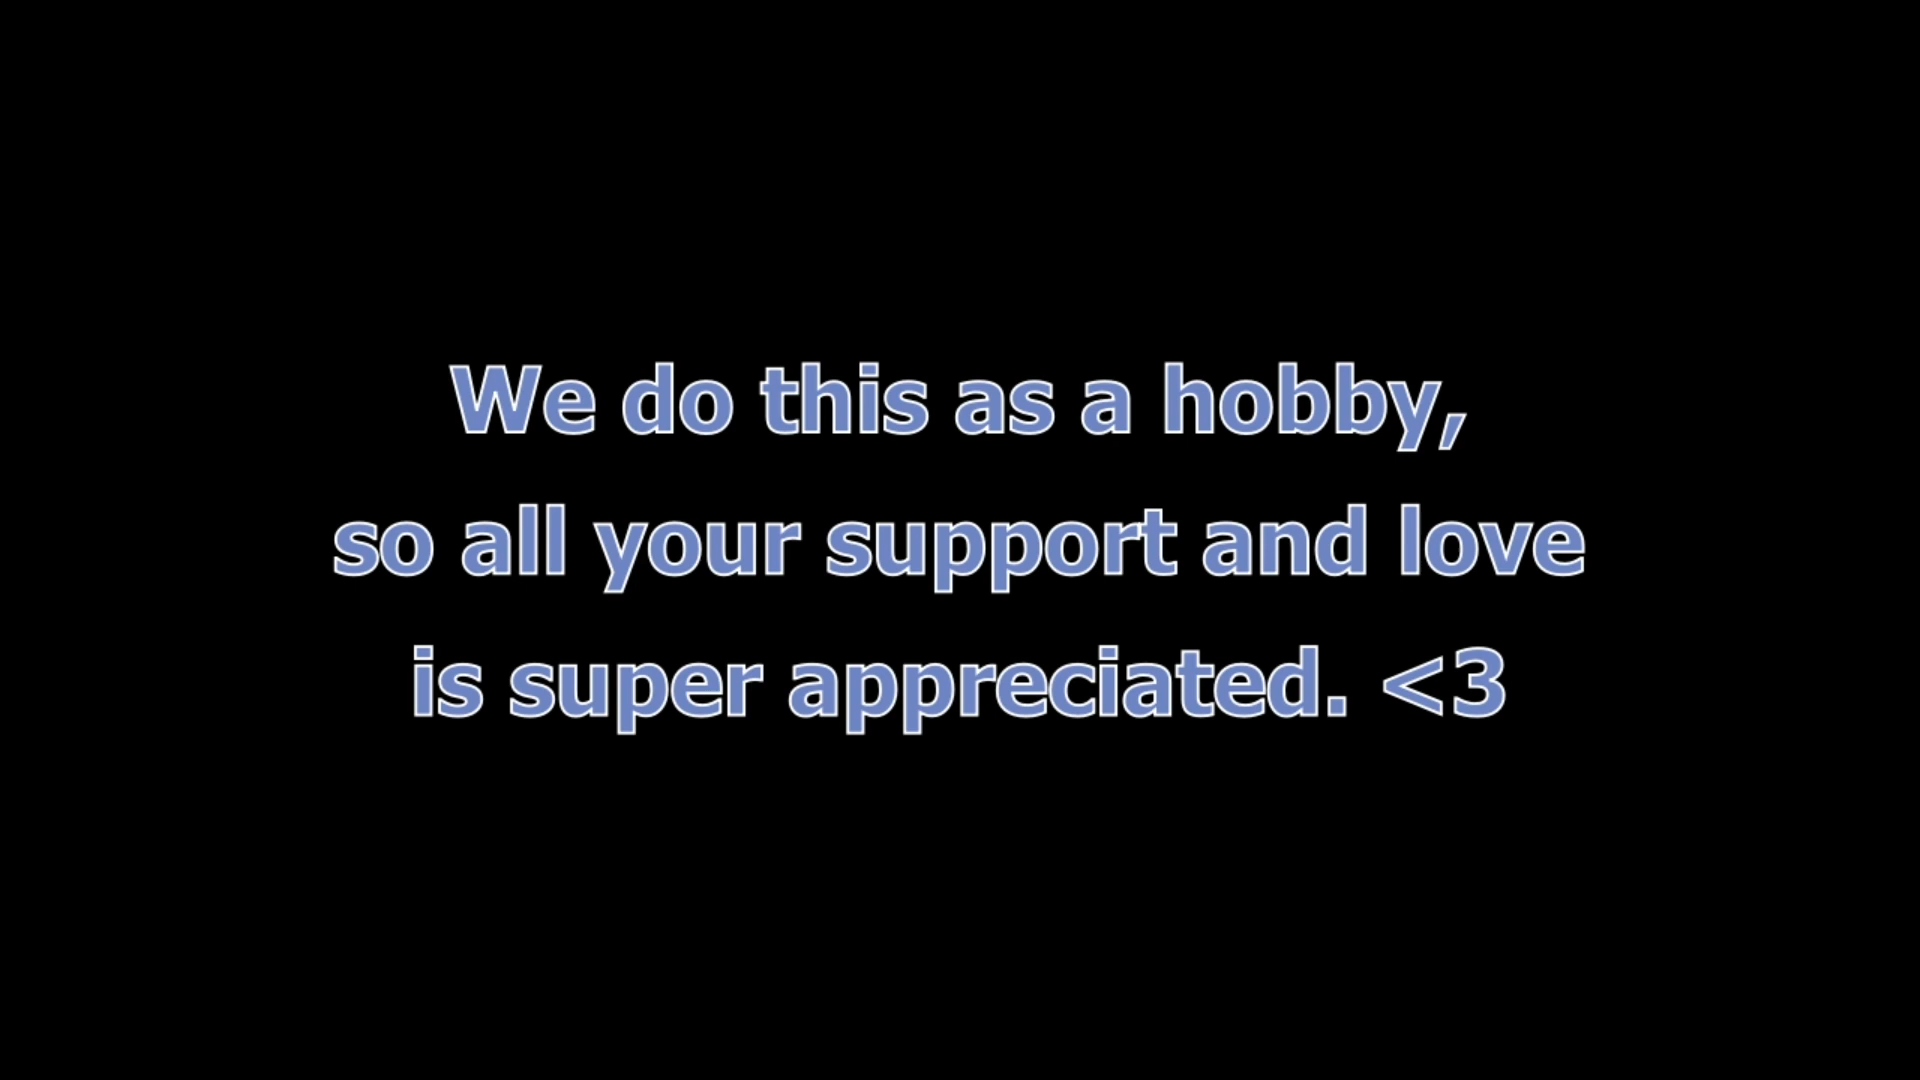 We do this as a hobby,
so all your support and love
is super appreciated. <3